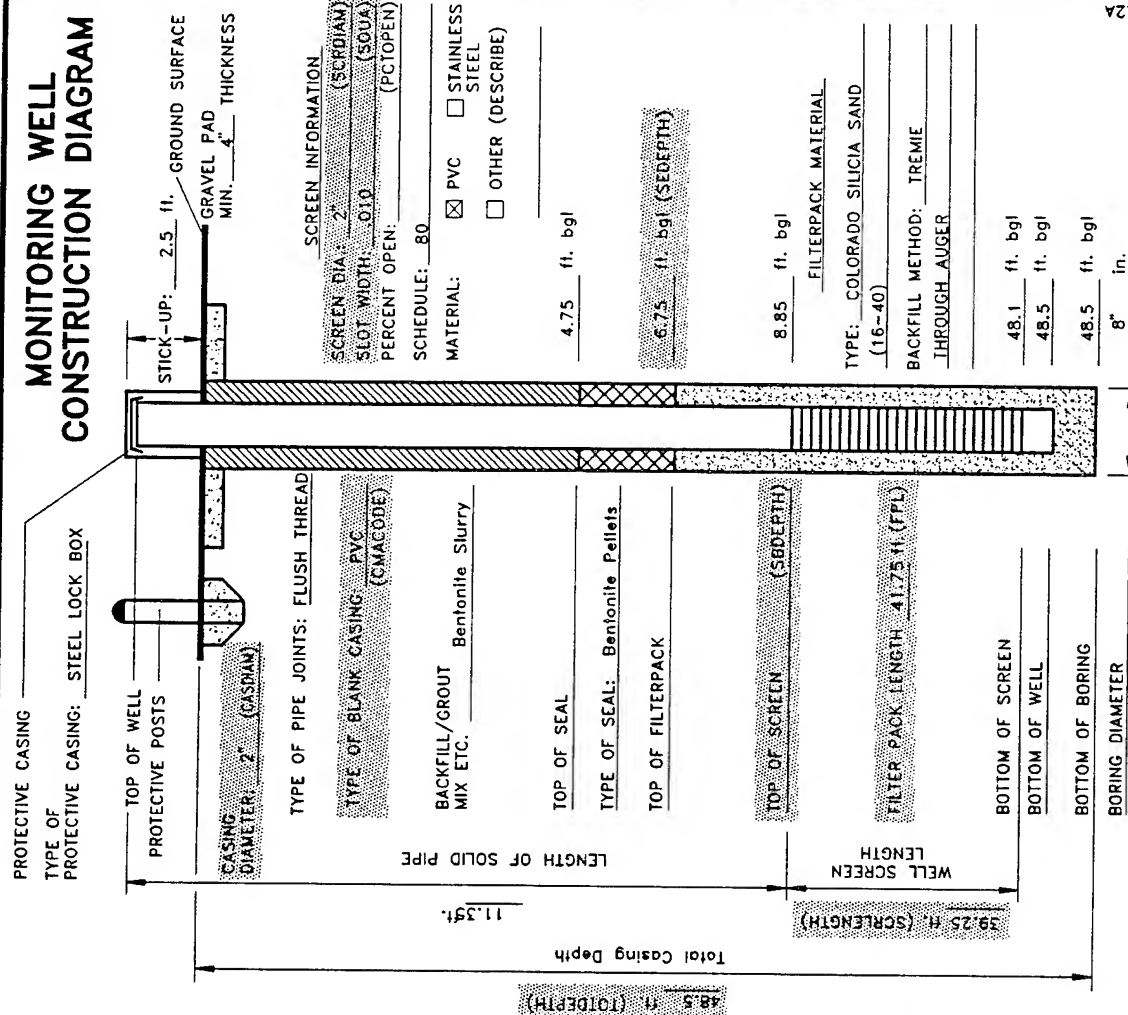 MONITORING WELL
CONSTRUCTION DIAGRAM
PROTECTIVE CASING
TYPE OF
PROTECTIVE CASING: STEEL LOCK BOX
TOP OF WELL
PROTECTIVE POSTS
STICK-UP: 2.5 ft.
GROUND SURFACE
GRAVEL PAD
MIN. 4" THICKNESS
CASING
DIAMETER: 2" (CASDIAM)
TYPE OF PIPE JOINTS: FLUSH THREAD
TYPE OF BLANK CASING PVC
(CMACODE)
BACKFILL/GROUT Bentonite Slurry
MIX ETC.
SCREEN INFORMATION
SCREEN DIA: 2" (SCRDIAM)
SLOT WIDTH: .010 (SOUA)
PERCENT OPEN: (PCTOPEN)
SCHEDULE: 80
MATERIAL: ☒ PVC ☐ STAINLESS
STEEL
☐ OTHER (DESCRIBE)
TOP OF SEAL 4.75 ft. bgl
TYPE OF SEAL: Bentonite Pellets
TOP OF FILTERPACK 6.75 ft. bgl (SEDEPTH)
TOP OF SCREEN (SBDEPTH) 8.85 ft. bgl
FILTERPACK MATERIAL
TYPE: COLORADO SILICIA SAND
(16-40)
FILTER PACK LENGTH 41.75 ft (FPL)
BACKFILL METHOD: TREMIE
THROUGH AUGER
BOTTOM OF SCREEN 48.1 ft. bgl
BOTTOM OF WELL 48.5 ft. bgl
BOTTOM OF BORING 48.5 ft. bgl
BORING DIAMETER 8" in.
LENGTH OF SOLID PIPE
11.35ft.
WELL SCREEN
LENGTH
39.25 ft. (SCRLENGTH)
Total Casing Depth
48.5 ft. (TOTDEPTH)